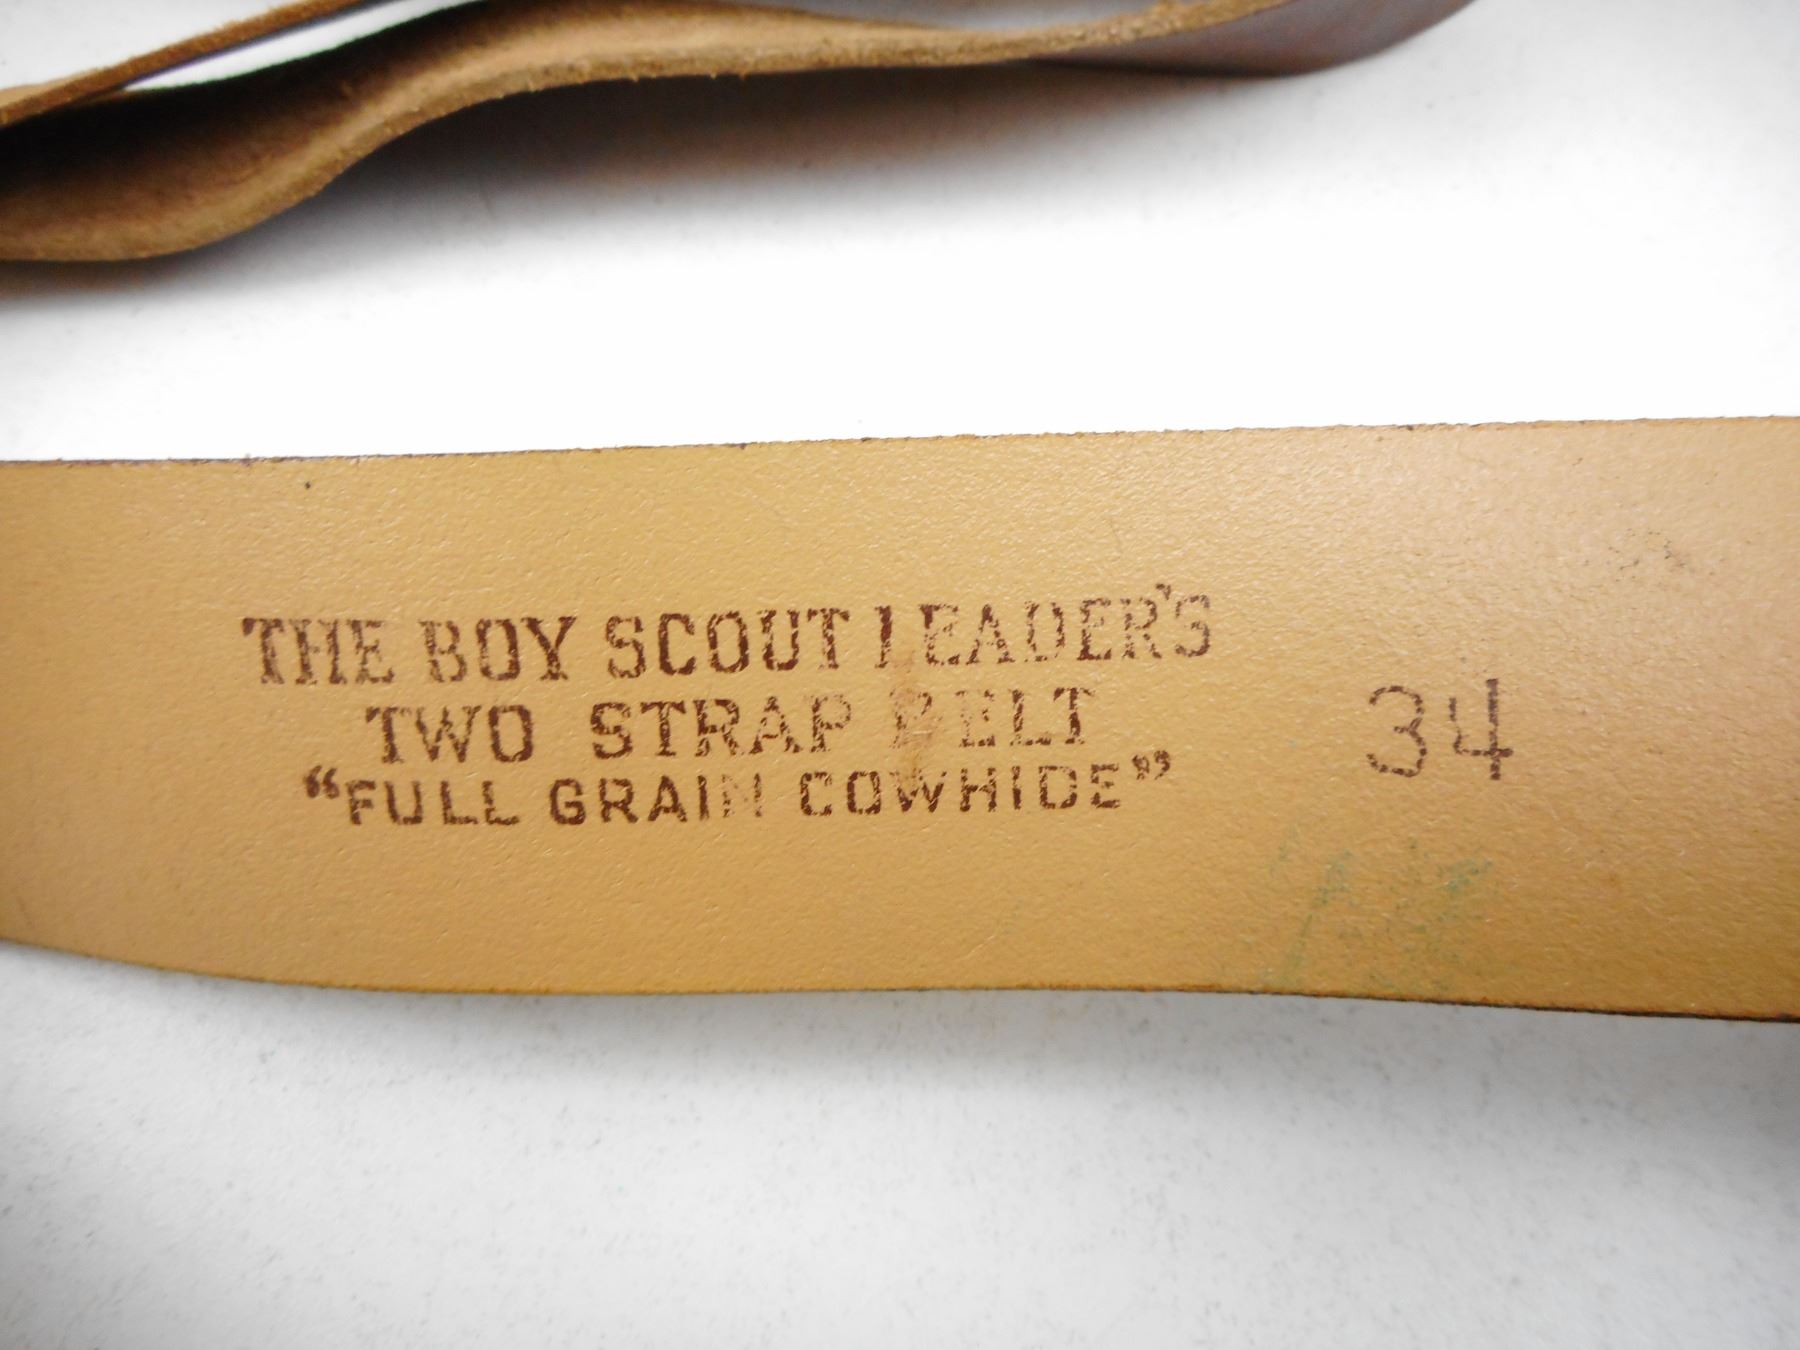 THE BOY SCOUT LEADER'S
TWO STRAP BELT
“FULL GRAIN COWHIDE”
34